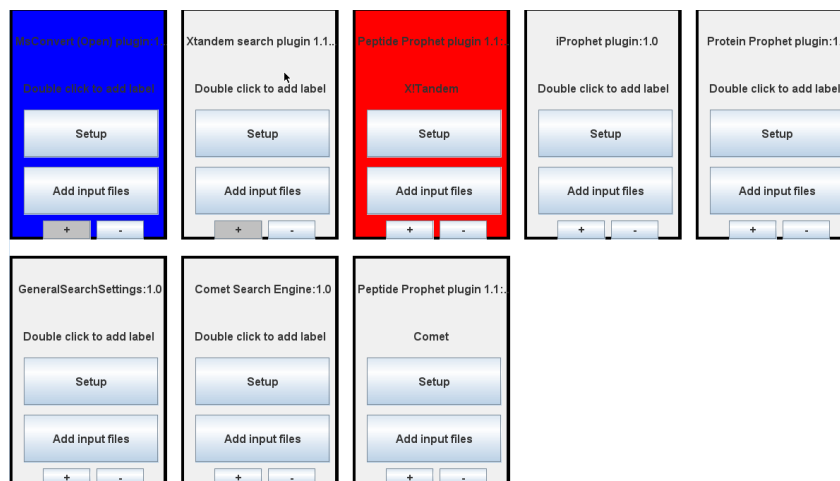 MsConvert (Open) plugin:1..
Double click to add label
Setup
Add input files
+ -
Xtandem search plugin 1.1..
Double click to add label
Setup
Add input files
+ -
Peptide Prophet plugin 1.1:.
X!Tandem
Setup
Add input files
+ -
iProphet plugin:1.0
Double click to add label
Setup
Add input files
+ -
Protein Prophet plugin:1
Double click to add label
Setup
Add input files
+ -
GeneralSearchSettings:1.0
Double click to add label
Setup
Add input files
+ -
Comet Search Engine:1.0
Double click to add label
Setup
Add input files
+ -
Peptide Prophet plugin 1.1:.
Comet
Setup
Add input files
+ -